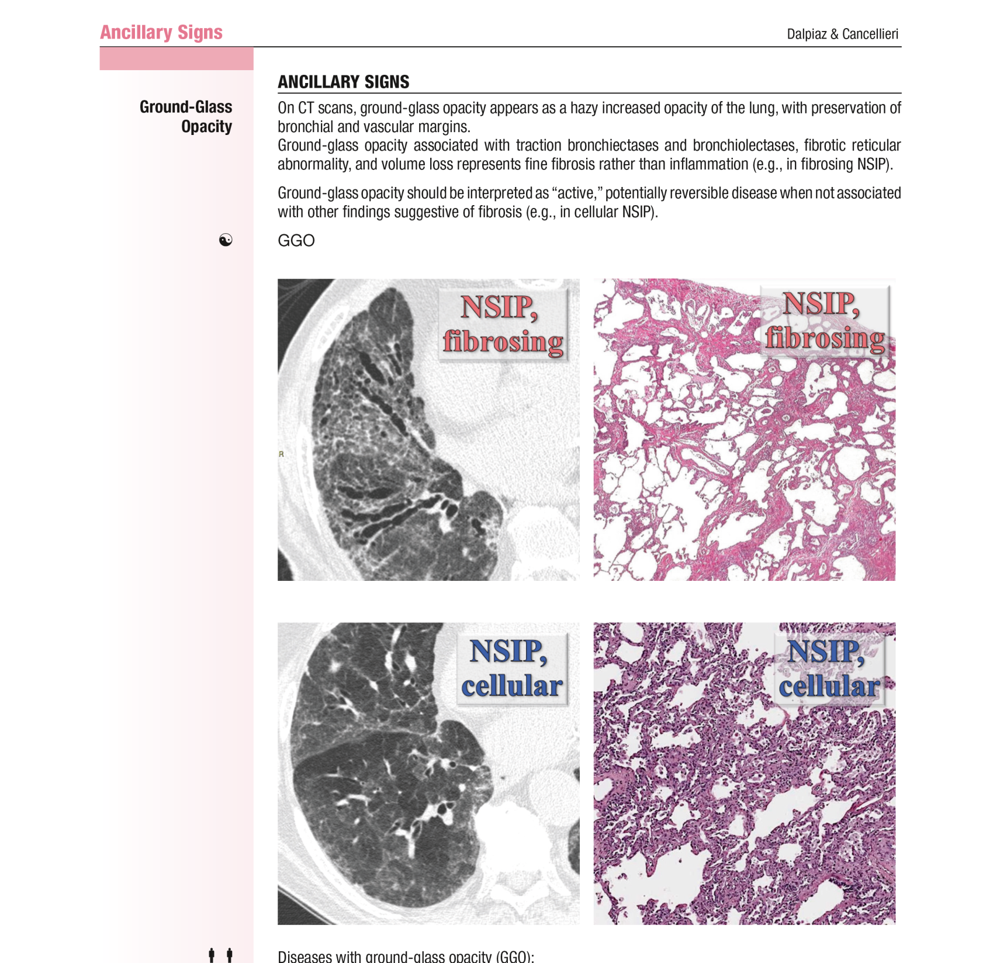 Ancillary Signs
Dalpiaz & Cancellieri
ANCILLARY SIGNS
Ground-Glass
Opacity
On CT scans, ground-glass opacity appears as a hazy increased opacity of the lung, with preservation of
bronchial and vascular margins.
Ground-glass opacity associated with traction bronchiectases and bronchiolectases, fibrotic reticular
abnormality, and volume loss represents fine fibrosis rather than inflammation (e.g., in fibrosing NSIP).
Ground-glass opacity should be interpreted as “active,” potentially reversible disease when not associated
with other findings suggestive of fibrosis (e.g., in cellular NSIP).
☯ GGO
NSIP,
fibrosing
NSIP,
fibrosing
R
NSIP,
cellular
NSIP,
cellular
Diseases with ground-glass opacity (GGO):